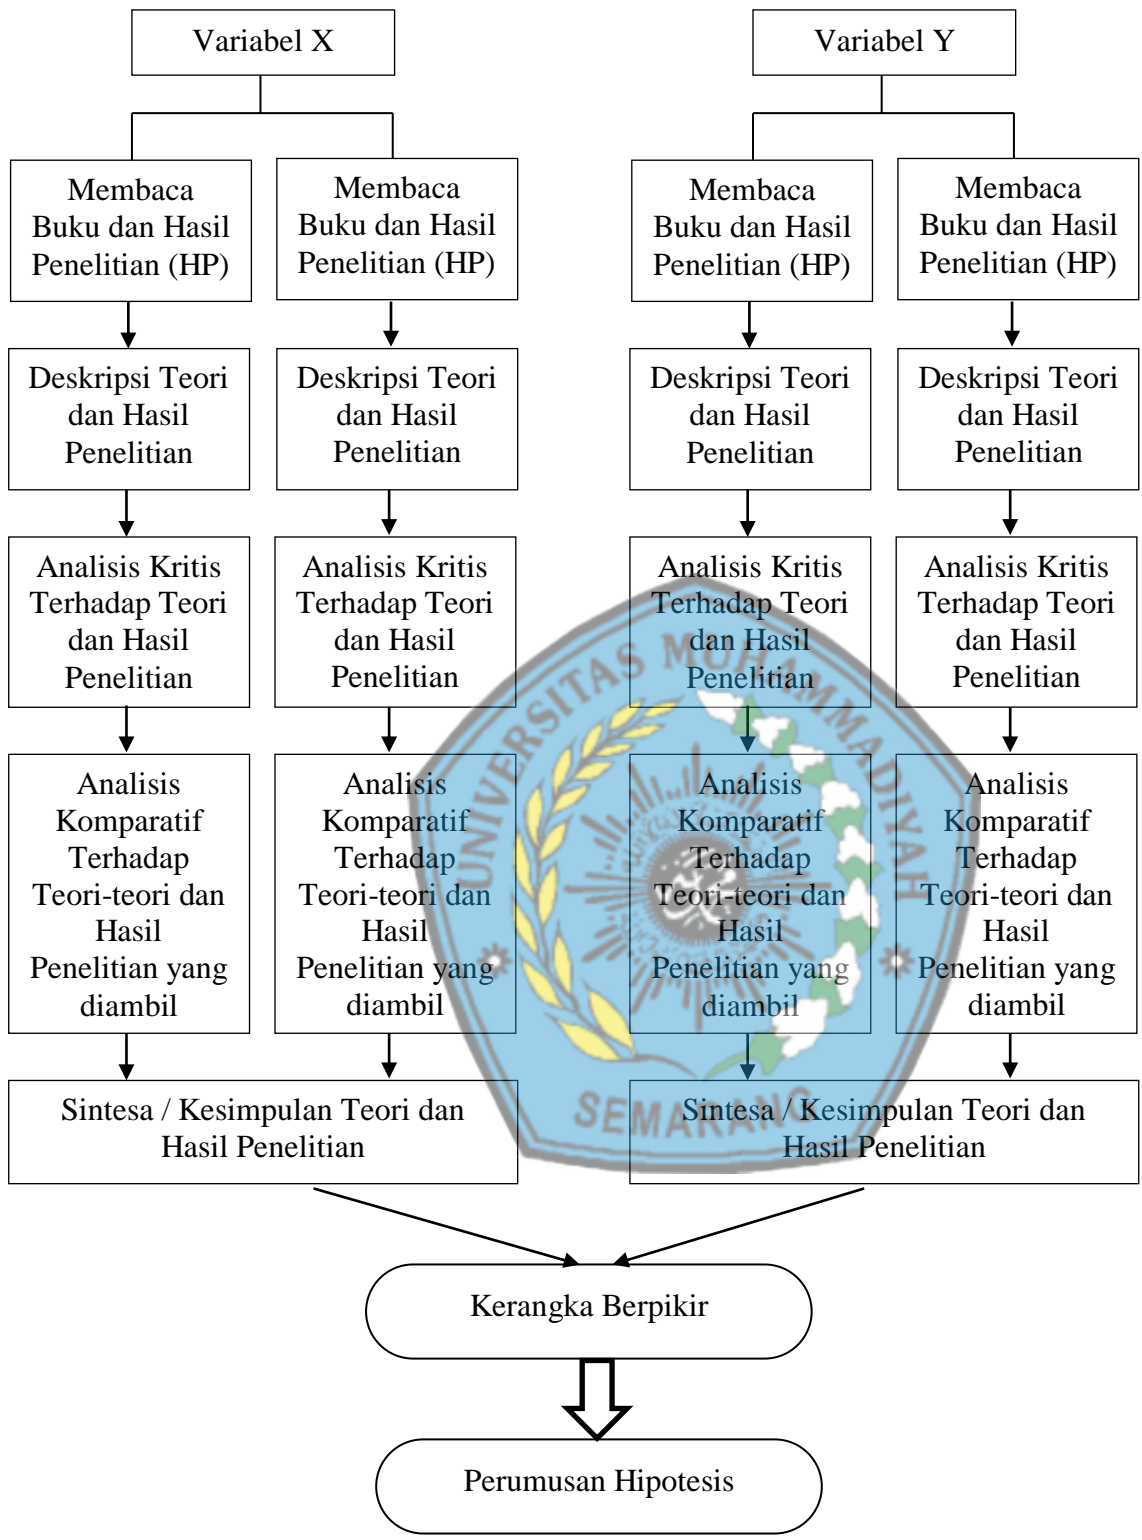 Variabel X
Variabel Y
Membaca
Buku dan Hasil
Penelitian (HP)
Membaca
Buku dan Hasil
Penelitian (HP)
Membaca
Buku dan Hasil
Penelitian (HP)
Membaca
Buku dan Hasil
Penelitian (HP)
Deskripsi Teori
dan Hasil
Penelitian
Deskripsi Teori
dan Hasil
Penelitian
Deskripsi Teori
dan Hasil
Penelitian
Deskripsi Teori
dan Hasil
Penelitian
Analisis Kritis
Terhadap Teori
dan Hasil
Penelitian
Analisis Kritis
Terhadap Teori
dan Hasil
Penelitian
Analisis Kritis
Terhadap Teori
dan Hasil
Penelitian
Analisis Kritis
Terhadap Teori
dan Hasil
Penelitian
Analisis
Komparatif
Terhadap
Teori-teori dan
Hasil
Penelitian yang
diambil
Analisis
Komparatif
Terhadap
Teori-teori dan
Hasil
Penelitian yang
diambil
Analisis
Komparatif
Terhadap
Teori-teori dan
Hasil
Penelitian yang
diambil
Analisis
Komparatif
Terhadap
Teori-teori dan
Hasil
Penelitian yang
diambil
UNIVERSITAS MUHAMMADIYAH
SEMARANG
Sintesa / Kesimpulan Teori dan
Hasil Penelitian
Sintesa / Kesimpulan Teori dan
Hasil Penelitian
Kerangka Berpikir
Perumusan Hipotesis